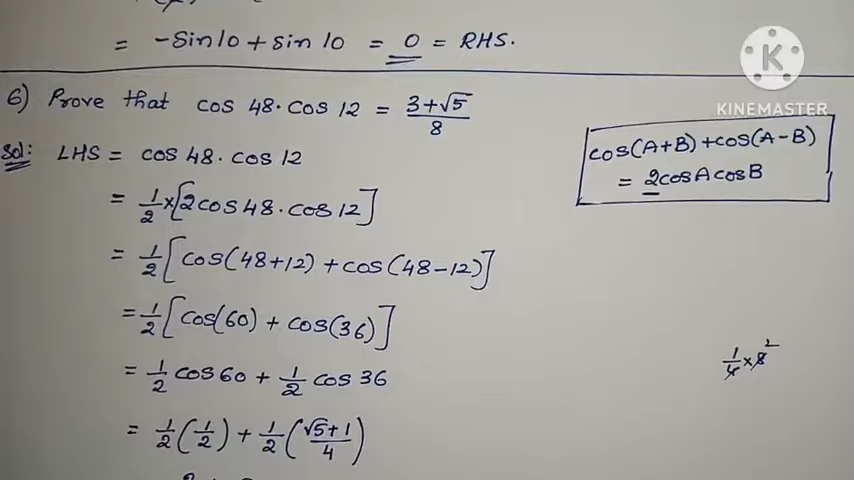 = -Sin10 + sin 10 = 0 = RHS.
K
KINEMASTER
6) Prove that cos 48. cos 12 = (3+√5)/8
Sol: LHS = cos 48. cos 12
cos(A+B) + cos(A-B)
= 2cosA cosB
= 1/2 × [2cos 48. cos 12]
= 1/2 [cos(48+12) + cos(48-12)]
= 1/2 [cos(60) + cos(36)]
1/4 × 8 2
= 1/2 cos 60 + 1/2 cos 36
= 1/2 (1/2) + 1/2 ((√5+1)/4)